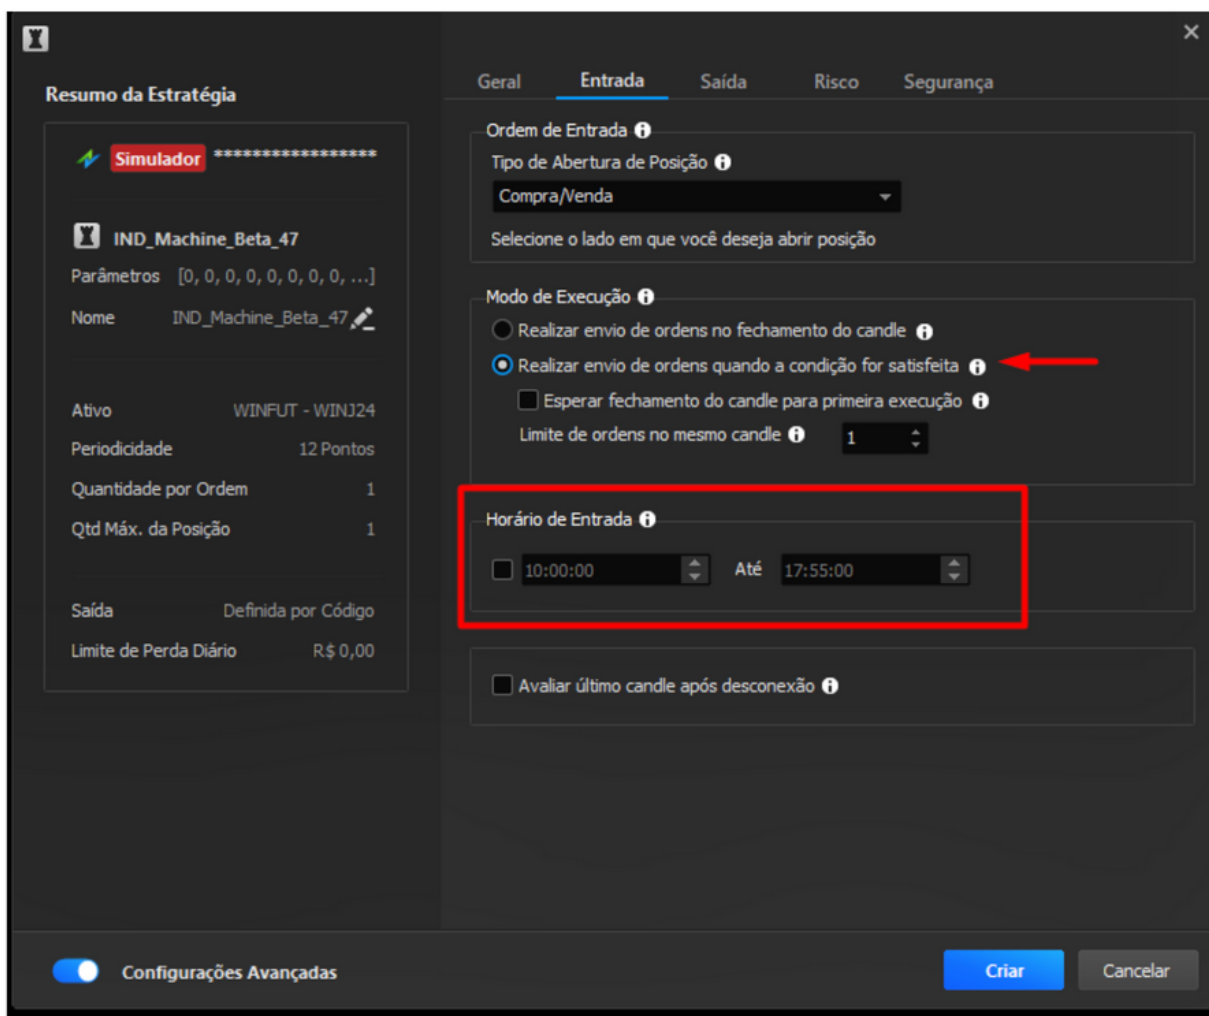 Resumo da Estratégia
Simulador *****************
IND_Machine_Beta_47
Parâmetros [0, 0, 0, 0, 0, 0, 0, 0, ...]
Nome IND_Machine_Beta_47
Ativo WINFUT - WINJ24
Periodicidade 12 Pontos
Quantidade por Ordem 1
Qtd Máx. da Posição 1
Saída Definida por Código
Limite de Perda Diário R$ 0,00
Geral Entrada Saída Risco Segurança
Ordem de Entrada
Tipo de Abertura de Posição
Compra/Venda
Selecione o lado em que você deseja abrir posição
Modo de Execução
Realizar envio de ordens no fechamento do candle
Realizar envio de ordens quando a condição for satisfeita
Esperar fechamento do candle para primeira execução
Limite de ordens no mesmo candle 1
Horário de Entrada
10:00:00 Até 17:55:00
Avaliar último candle após desconexão
Configurações Avançadas
Criar Cancelar